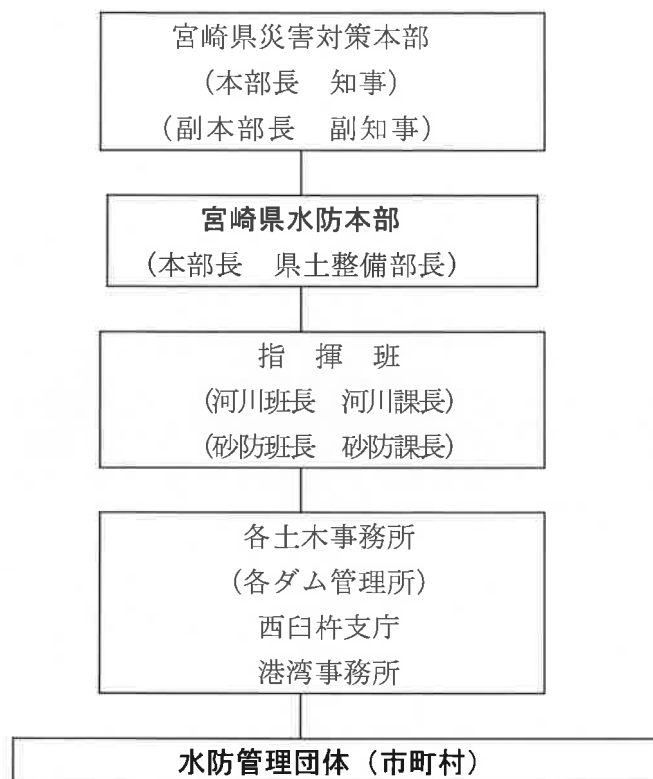 宮崎県災害対策本部
(本部長　知事)
(副本部長　副知事)
宮崎県水防本部
(本部長　県土整備部長)
指　揮　班
(河川班長　河川課長)
(砂防班長　砂防課長)
各土木事務所
(各ダム管理所)
西臼杵支庁
港湾事務所
水防管理団体（市町村）